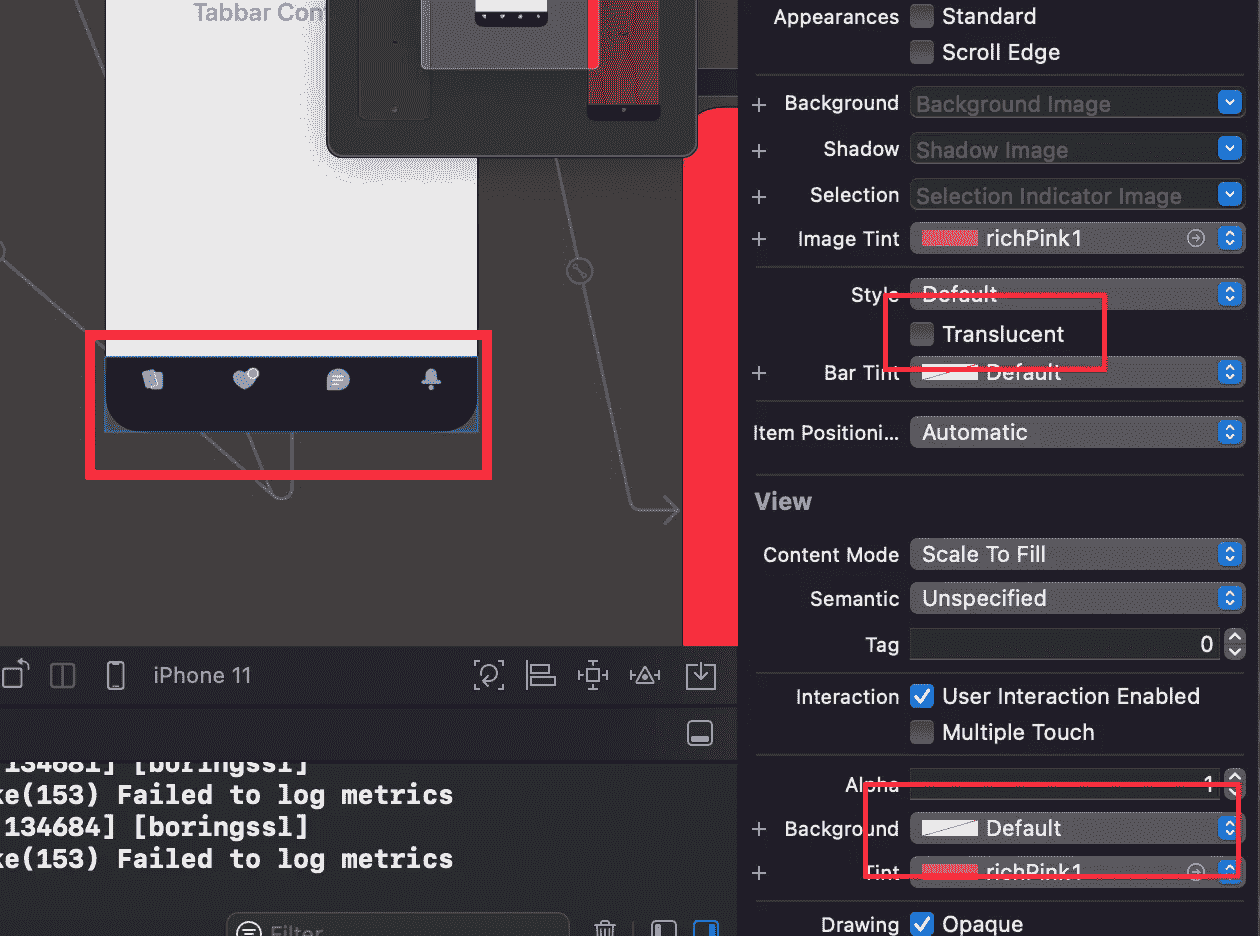 Tabbar Con
Appearances Standard
Scroll Edge
+ Background Background Image
+ Shadow Shadow Image
+ Selection Selection Indicator Image
+ Image Tint richPink1
Style Default
Translucent
+ Bar Tint Default
Item Positioni... Automatic
View
Content Mode Scale To Fill
Semantic Unspecified
Tag 0
Interaction User Interaction Enabled
Multiple Touch
Alpha 1
+ Background Default
+ Tint richPink1
Drawing Opaque
iPhone 11
134681] [boringssl]
ke(153) Failed to log metrics
134684] [boringssl]
ke(153) Failed to log metrics
Filter